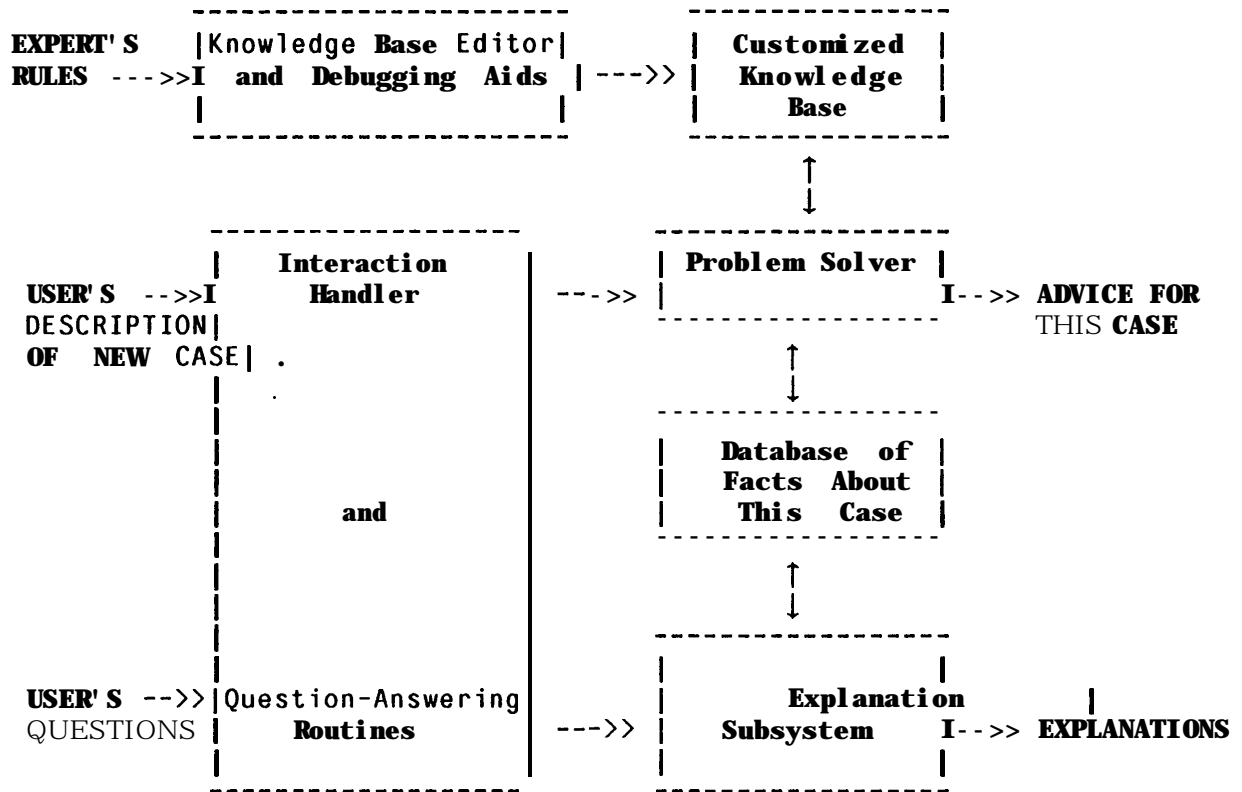 EXPERT'S |Knowledge Base Editor| | Customized |
RULES --->>I and Debugging Aids | --->> | Knowledge |
| | | Base |
Interaction
Handler
| Problem Solver |
USER'S -->>I
--->>
I-->> ADVICE FOR
DESCRIPTION|
THIS CASE
OF NEW CASE| .
Database of
Facts About
This Case
and
USER'S -->> |Question-Answering
QUESTIONS | Routines
--->>
Explanation |
Subsystem I-->> EXPLANATIONS